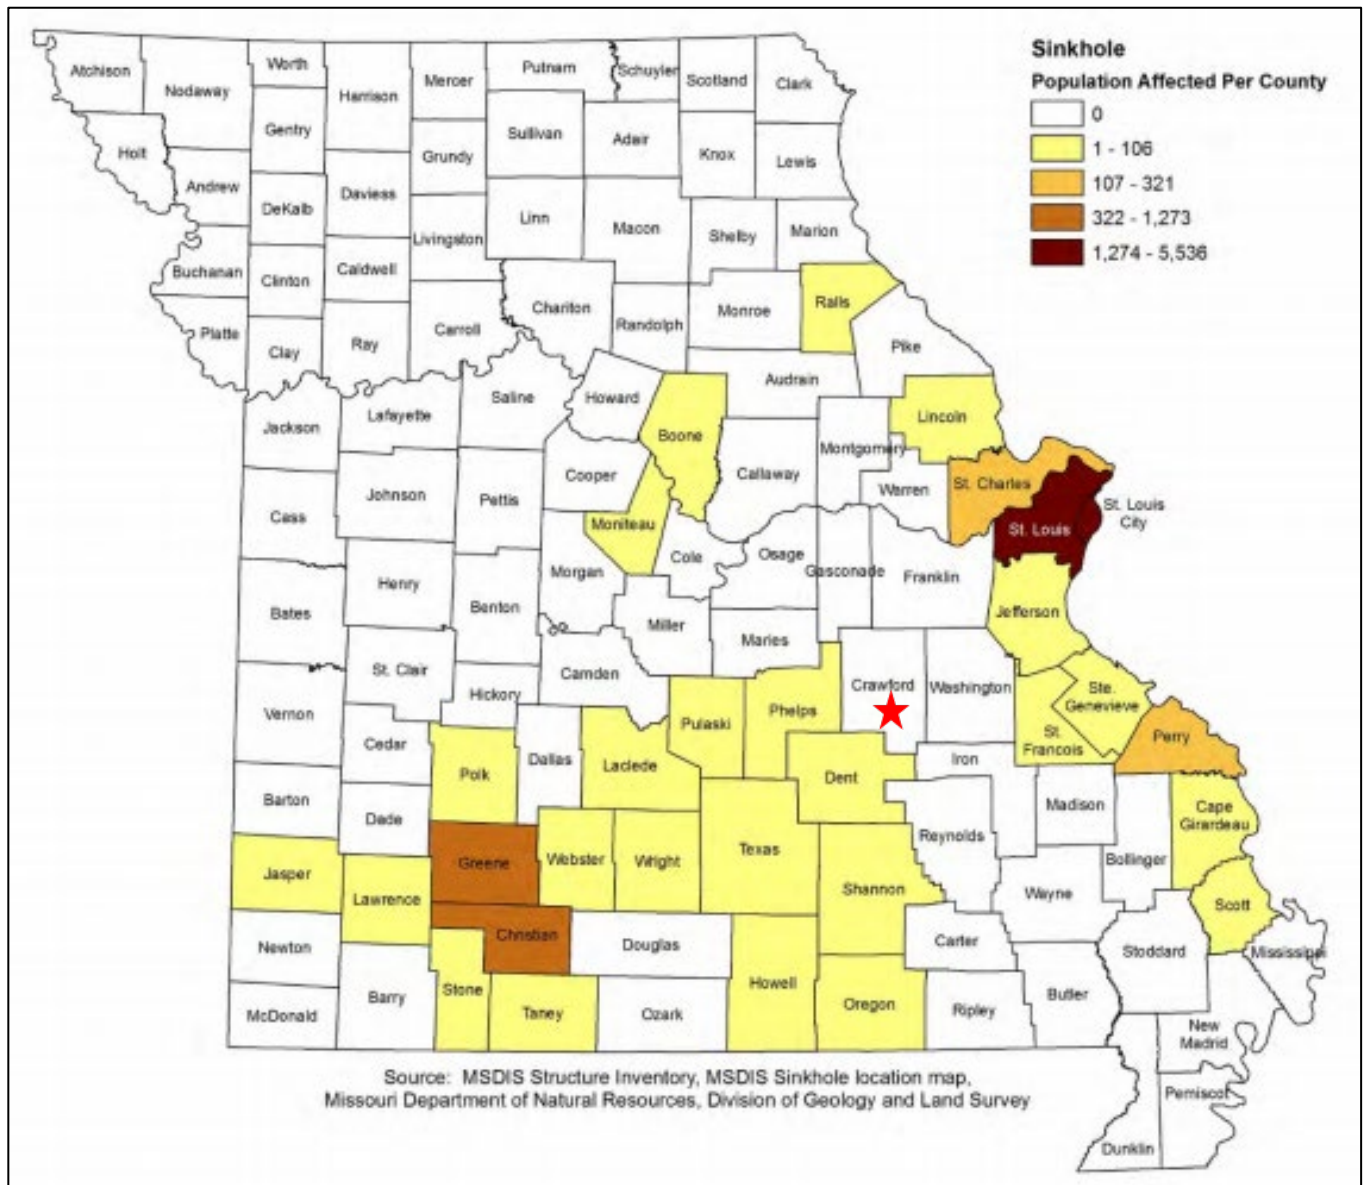 Sinkhole
Population Affected Per County
0
1 - 106
107 - 321
322 - 1,273
1,274 - 5,536
Atchison
Nodaway
Worth
Harrison
Mercer
Putnam
Schuyler
Scotland
Clark
Gentry
Sullivan
Adair
Holt
Grundy
Knox
Lewis
Andrew
DeKalb
Daviess
Linn
Macon
Shelby
Marion
Livingston
Buchanan
Clinton
Caldwell
Chariton
Randolph
Monroe
Ralls
Platte
Clay
Ray
Carroll
Pike
Audrain
Saline
Howard
Jackson
Lafayette
Boone
Lincoln
Montgomery
Cooper
Callaway
Johnson
Pettis
Warren
St. Charles
Cass
Moniteau
St. Louis
St. Louis
City
Cole
Osage
Gasconade
Franklin
Morgan
Henry
Benton
Bates
Jefferson
Miller
Maries
St. Clair
Camden
Hickory
Crawford
Washington
Ste.
Genevieve
Vernon
Pulaski
Phelps
St.
Francois
Perry
Cedar
Dallas
Laclede
Polk
Dent
Iron
Barton
Dade
Madison
Cape
Girardeau
Reynolds
Texas
Greene
Webster
Wright
Bollinger
Jasper
Lawrence
Shannon
Wayne
Scott
Christian
Douglas
Newton
Carter
Stoddard
Mississippi
Howell
Stone
Barry
Butler
Oregon
Ripley
McDonald
Taney
Ozark
New
Madrid
Pemiscot
Dunklin
Source: MSDIS Structure Inventory, MSDIS Sinkhole location map,
Missouri Department of Natural Resources, Division of Geology and Land Survey